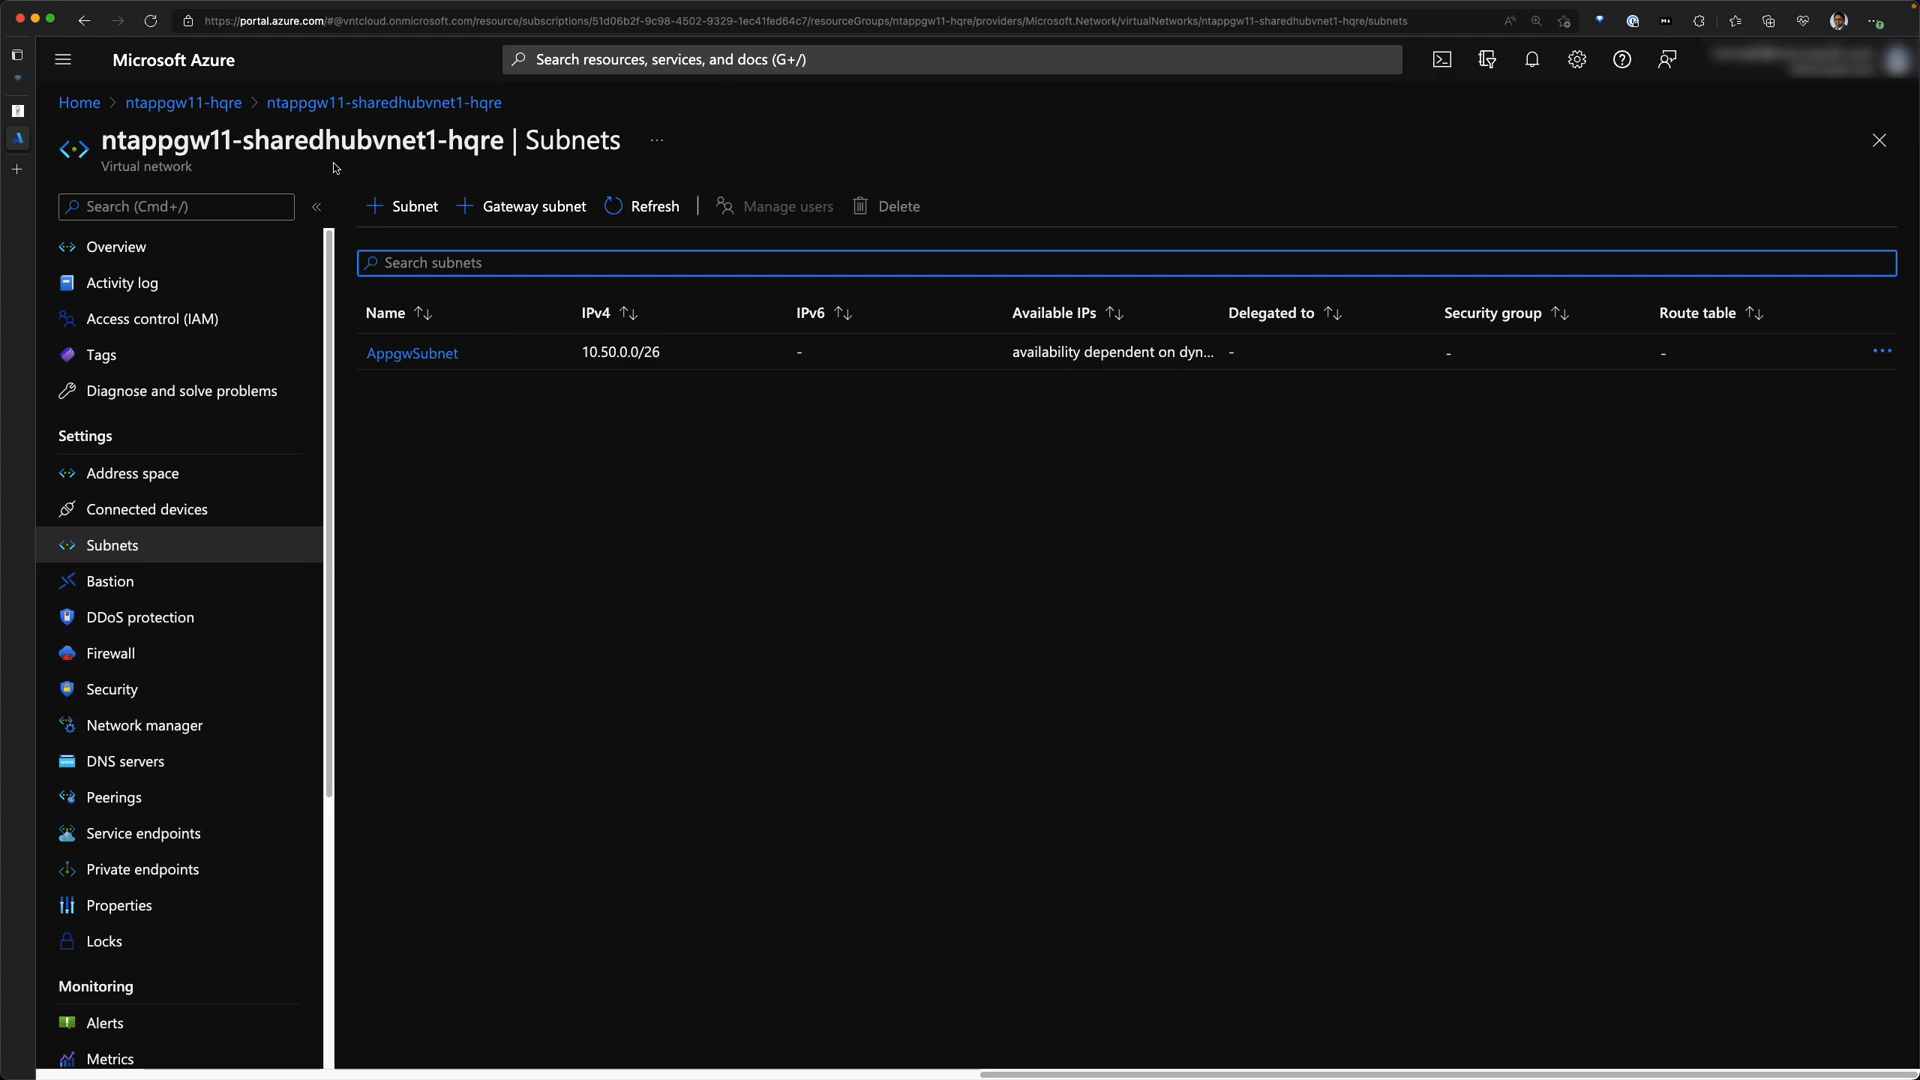 https://portal.azure.com/#@vntcloud.onmicrosoft.com/resource/subscriptions/51d06b2f-9c98-4502-9329-1ec41fed64c7/resourceGroups/ntappgw11-hqre/providers/Microsoft.Network/virtualNetworks/ntappgw11-sharedhubvnet1-hqre/subnets
Microsoft Azure
Search resources, services, and docs (G+/)
Home > ntappgw11-hqre > ntappgw11-sharedhubvnet1-hqre
ntappgw11-sharedhubvnet1-hqre | Subnets ...
Virtual network
Search (Cmd+/) «
+ Subnet + Gateway subnet Refresh | Manage users Delete
Overview
Activity log
Access control (IAM)
Tags
Diagnose and solve problems
Settings
Address space
Connected devices
Subnets
Bastion
DDoS protection
Firewall
Security
Network manager
DNS servers
Peerings
Service endpoints
Private endpoints
Properties
Locks
Monitoring
Alerts
Metrics
Search subnets
Name IPv4 IPv6 Available IPs Delegated to Security group Route table
AppgwSubnet 10.50.0.0/26 - availability dependent on dyn... - - - ...